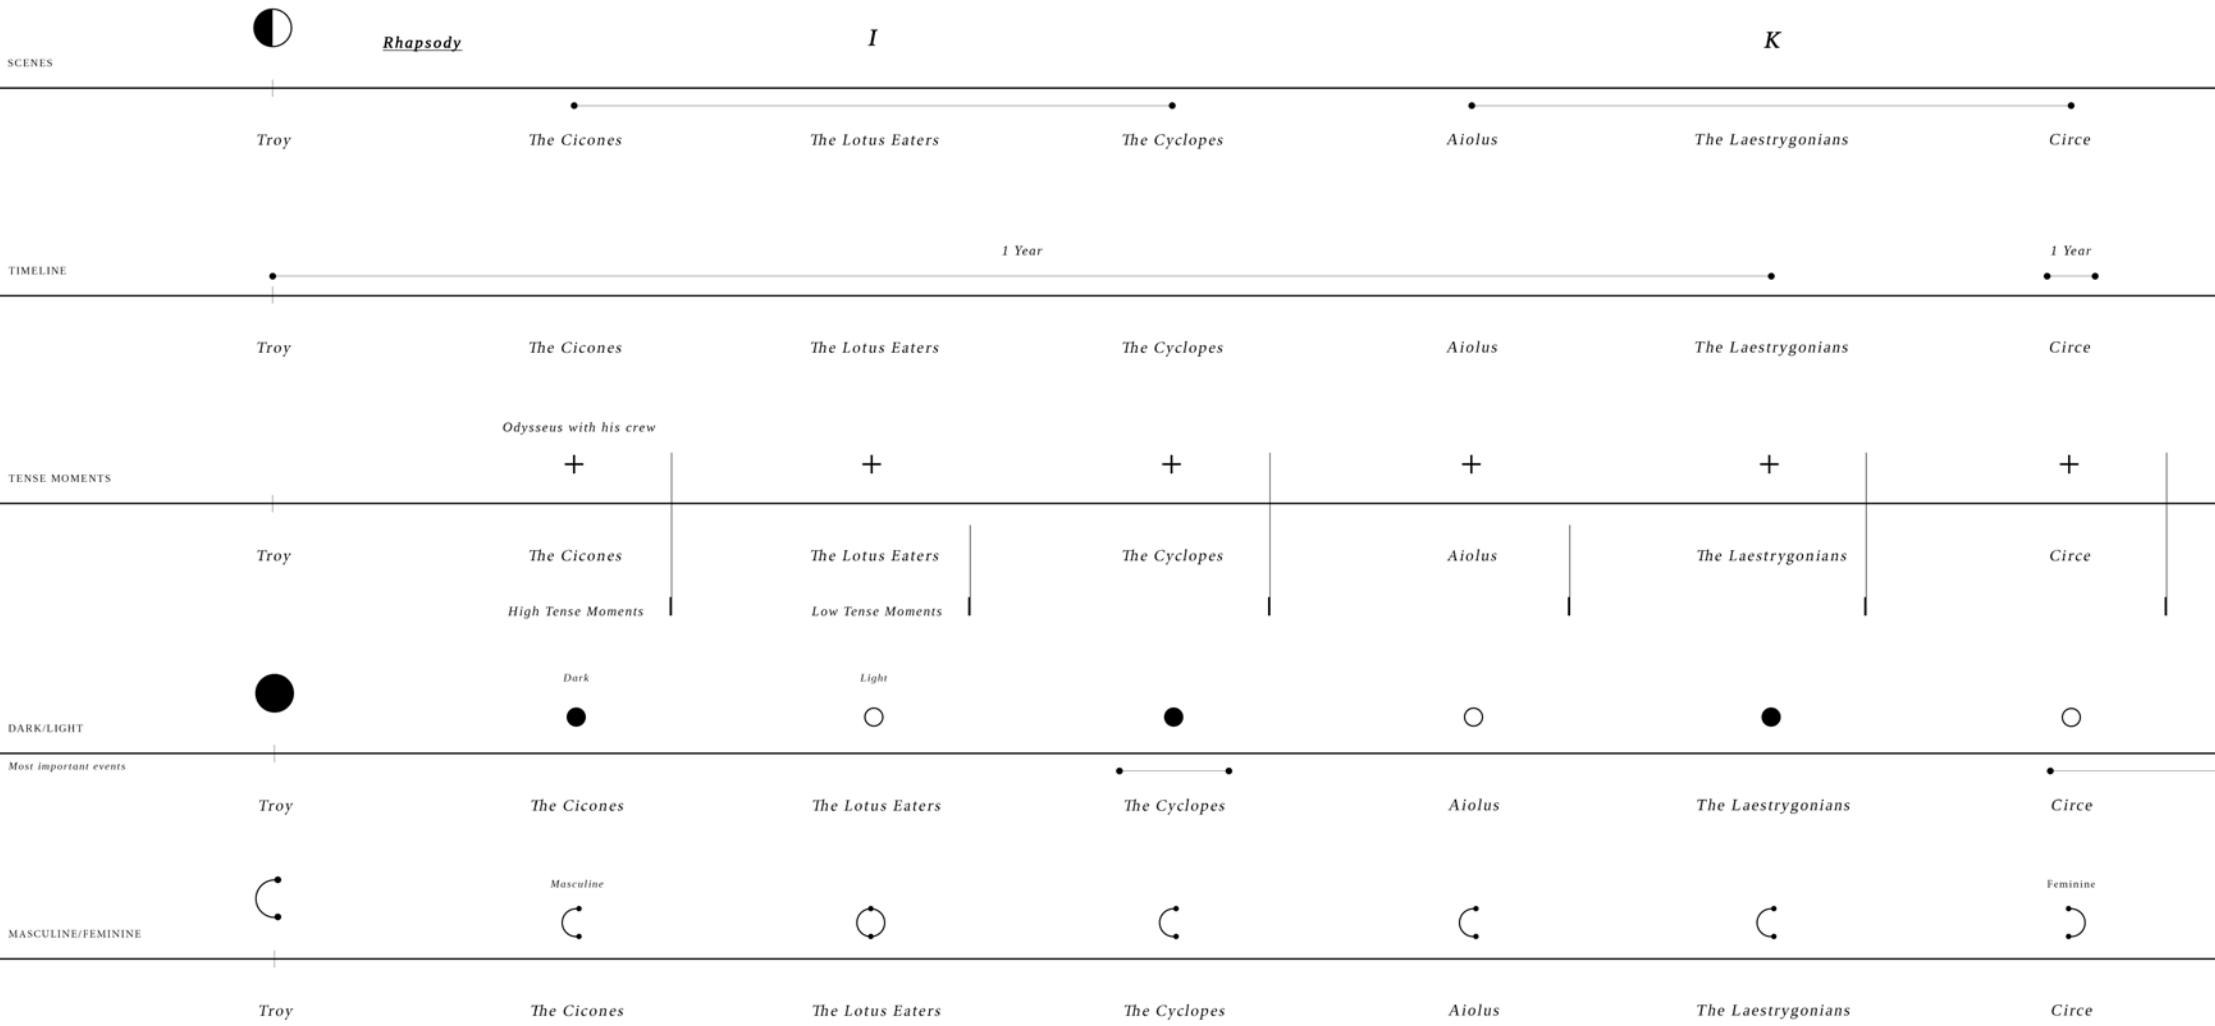 Rhapsody I K
SCENES
Troy The Cicones The Lotus Eaters The Cyclopes Aiolus The Laestrygonians Circe
1 Year 1 Year
TIMELINE
Troy The Cicones The Lotus Eaters The Cyclopes Aiolus The Laestrygonians Circe
Odysseus with his crew
TENSE MOMENTS
Troy The Cicones The Lotus Eaters The Cyclopes Aiolus The Laestrygonians Circe
High Tense Moments Low Tense Moments
Dark Light
DARK/LIGHT
Most important events
Troy The Cicones The Lotus Eaters The Cyclopes Aiolus The Laestrygonians Circe
Masculine Feminine
MASCULINE/FEMININE
Troy The Cicones The Lotus Eaters The Cyclopes Aiolus The Laestrygonians Circe